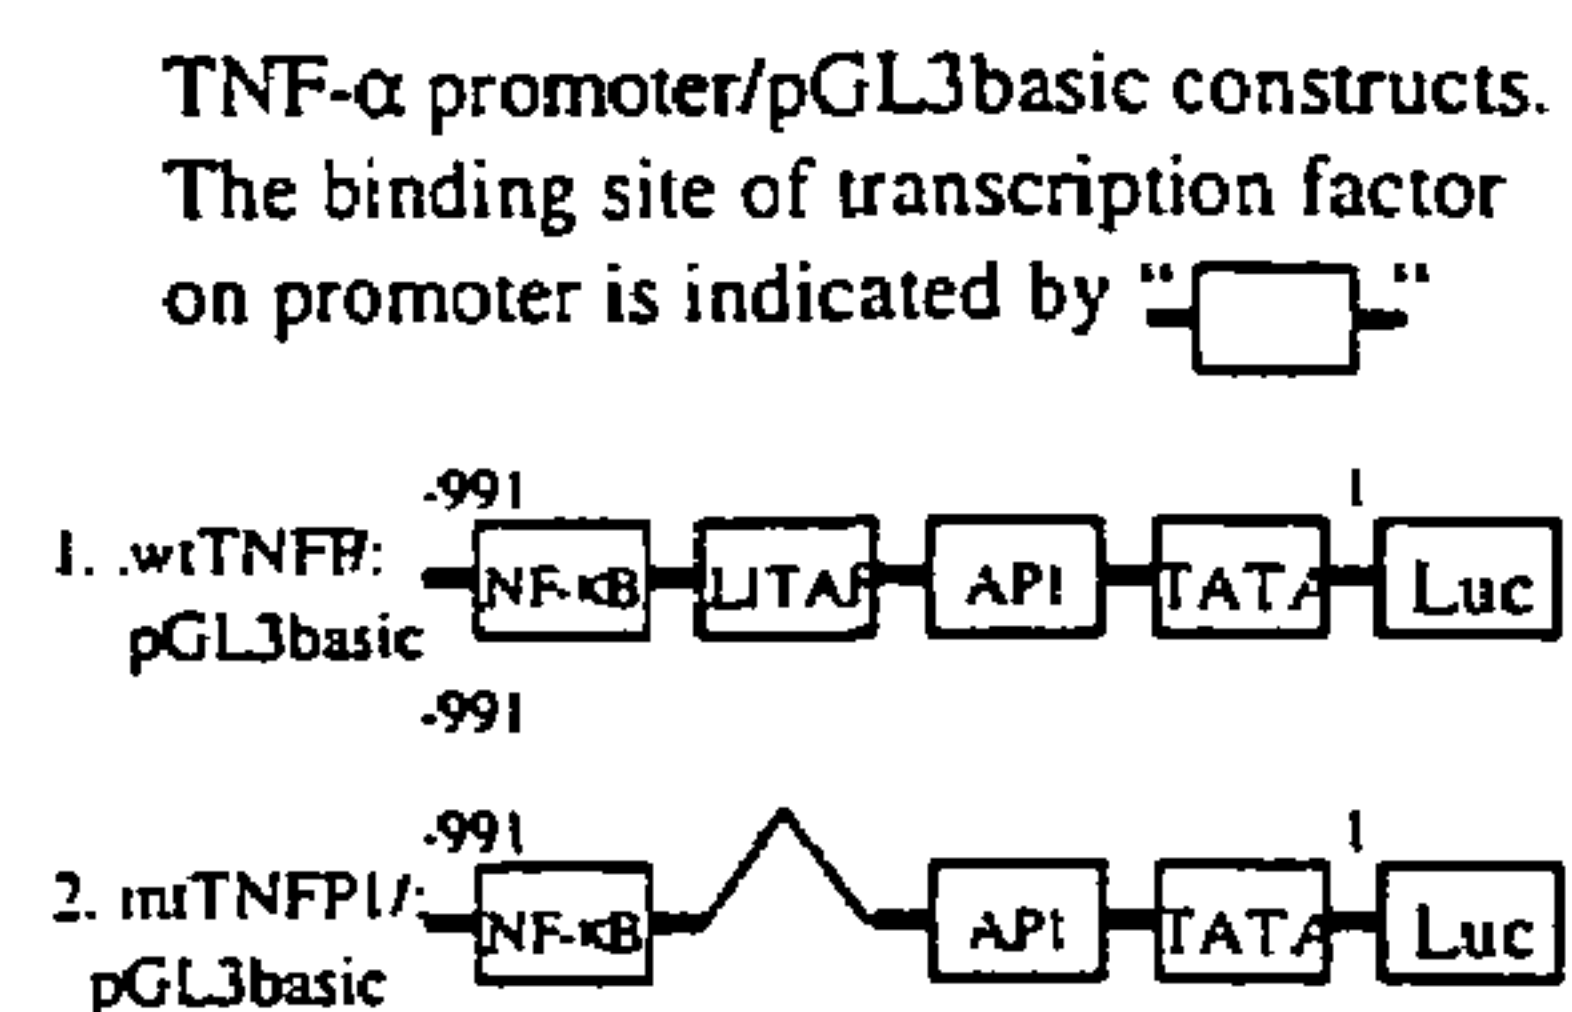 TNF-α promoter/pGL3basic constructs.
The binding site of transcription factor
on promoter is indicated by “ “
-991 1
1. .wtTNFP/: NF-κB LITAF AP1 TATA Luc
pGL3basic
-991
-991 1
2. mtTNFP1/: NF-κB AP1 TATA Luc
pGL3basic